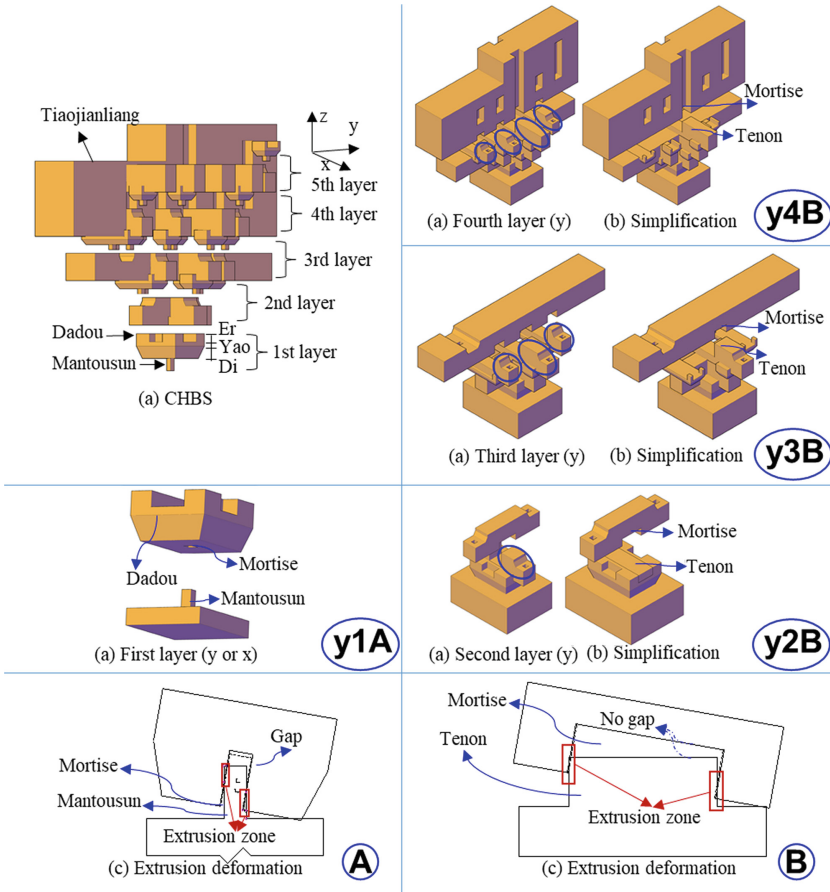 Tiaojianliang
z
y
x
5th layer
4th layer
3rd layer
2nd layer
Er
Dadou
Yao
1st layer
Mantousun
Di
(a) CHBS
Mortise
Tenon
(a) Fourth layer (y)
(b) Simplification
y4B
Mortise
Tenon
(a) Third layer (y)
(b) Simplification
y3B
Mortise
Dadou
Mantousun
(a) First layer (y or x)
y1A
Mortise
Tenon
(a) Second layer (y)
(b) Simplification
y2B
Gap
Mortise
Mantousun
Extrusion zone
(c) Extrusion deformation
A
Mortise
No gap
Tenon
Extrusion zone
(c) Extrusion deformation
B